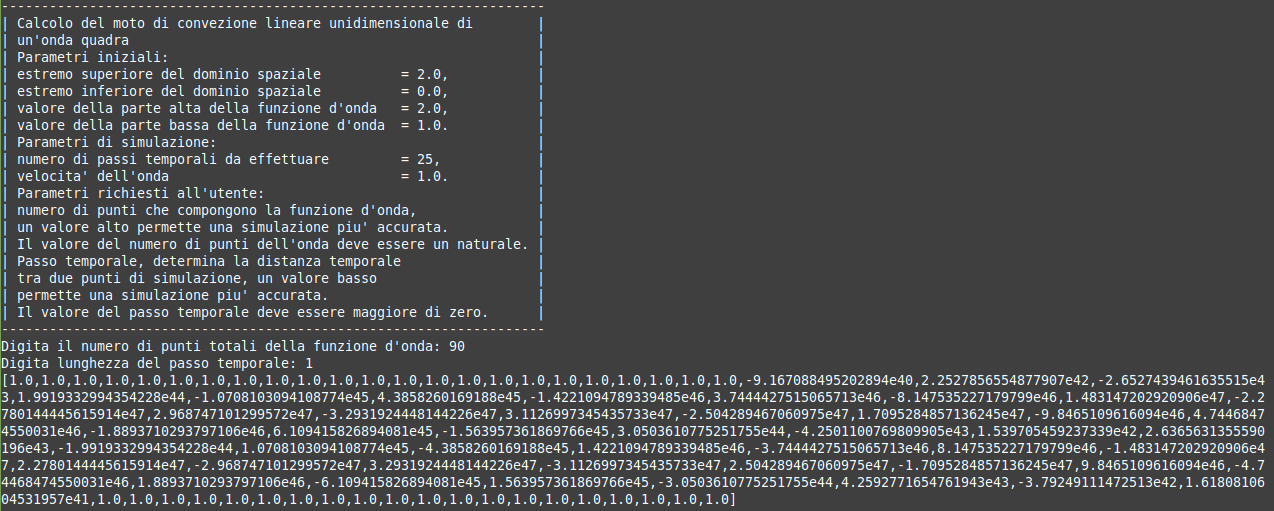 --------------------------------------------------------------------
| Calcolo del moto di convezione lineare unidimensionale di        |
| un'onda quadra                                                   |
| Parametri iniziali:                                              |
| estremo superiore del dominio spaziale          = 2.0,           |
| estremo inferiore del dominio spaziale          = 0.0,           |
| valore della parte alta della funzione d'onda   = 2.0,           |
| valore della parte bassa della funzione d'onda  = 1.0.           |
| Parametri di simulazione:                                        |
| numero di passi temporali da effettuare         = 25,            |
| velocita' dell'onda                             = 1.0.           |
| Parametri richiesti all'utente:                                  |
| numero di punti che compongono la funzione d'onda,               |
| un valore alto permette una simulazione piu' accurata.           |
| Il valore del numero di punti dell'onda deve essere un naturale. |
| Passo temporale, determina la distanza temporale                 |
| tra due punti di simulazione, un valore basso                    |
| permette una simulazione piu' accurata.                          |
| Il valore del passo temporale deve essere maggiore di zero.      |
--------------------------------------------------------------------
Digita il numero di punti totali della funzione d'onda: 90
Digita lunghezza del passo temporale: 1
[1.0,1.0,1.0,1.0,1.0,1.0,1.0,1.0,1.0,1.0,1.0,1.0,1.0,1.0,1.0,1.0,1.0,1.0,1.0,1.0,1.0,1.0,1.0,-9.167088495202894e40,2.2527856554877907e42,-2.6527439461635515e4
3,1.9919332994354228e44,-1.0708103094108774e45,4.3858260169188e45,-1.4221094789339485e46,3.7444427515065713e46,-8.147535227179799e46,1.483147202920906e47,-2.2
780144445615914e47,2.968747101299572e47,-3.2931924448144226e47,3.1126997345435733e47,-2.504289467060975e47,1.7095284857136245e47,-9.8465109616094e46,4.7446847
4550031e46,-1.8893710293797106e46,6.109415826894081e45,-1.563957361869766e45,3.0503610775251755e44,-4.2501100769809905e43,1.539705459237339e42,2.6365631355590
196e43,-1.9919332994354228e44,1.0708103094108774e45,-4.3858260169188e45,1.4221094789339485e46,-3.7444427515065713e46,8.147535227179799e46,-1.483147202920906e4
7,2.2780144445615914e47,-2.968747101299572e47,3.2931924448144226e47,-3.1126997345435733e47,2.504289467060975e47,-1.7095284857136245e47,9.8465109616094e46,-4.7
4468474550031e46,1.8893710293797106e46,-6.109415826894081e45,1.563957361869766e45,-3.0503610775251755e44,4.2592771654761943e43,-3.79249111472513e42,1.61808106
04531957e41,1.0,1.0,1.0,1.0,1.0,1.0,1.0,1.0,1.0,1.0,1.0,1.0,1.0,1.0,1.0,1.0,1.0,1.0,1.0,1.0]